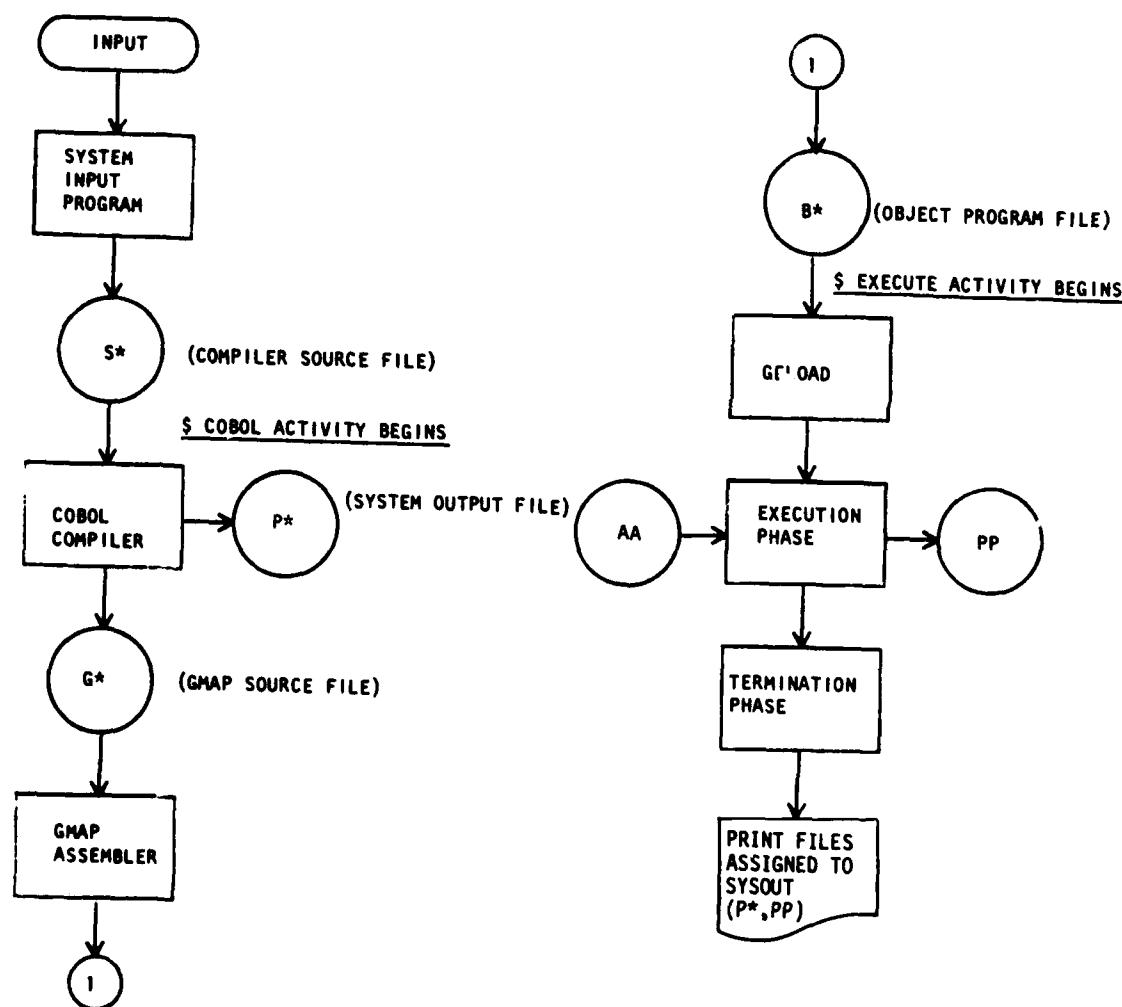 INPUT
SYSTEM
INPUT
PROGRAM
S*
(COMPILER SOURCE FILE)
$ COBOL ACTIVITY BEGINS
COBOL
COMPILER
P*
(SYSTEM OUTPUT FILE)
G*
(GMAP SOURCE FILE)
GMAP
ASSEMBLER
1
1
B*
(OBJECT PROGRAM FILE)
$ EXECUTE ACTIVITY BEGINS
GELOAD
AA
EXECUTION
PHASE
PP
TERMINATION
PHASE
PRINT FILES
ASSIGNED TO
SYSOUT
(P*,PP)